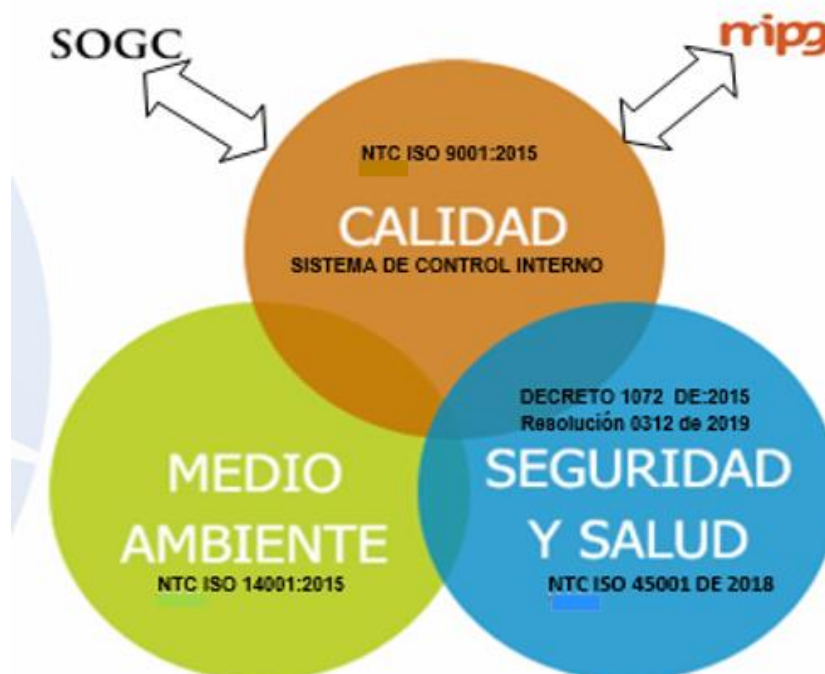 SOGC
mipg
NTC ISO 9001:2015
CALIDAD
SISTEMA DE CONTROL INTERNO
DECRETO 1072 DE:2015
Resolución 0312 de 2019
MEDIO
AMBIENTE
NTC ISO 14001:2015
SEGURIDAD
Y SALUD
NTC ISO 45001 DE 2018